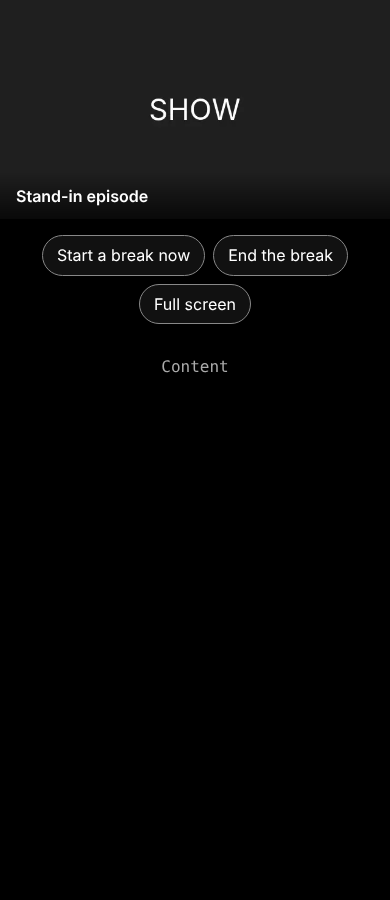 SHOW
Stand-in episode
Start a break now
End the break
Full screen
Content